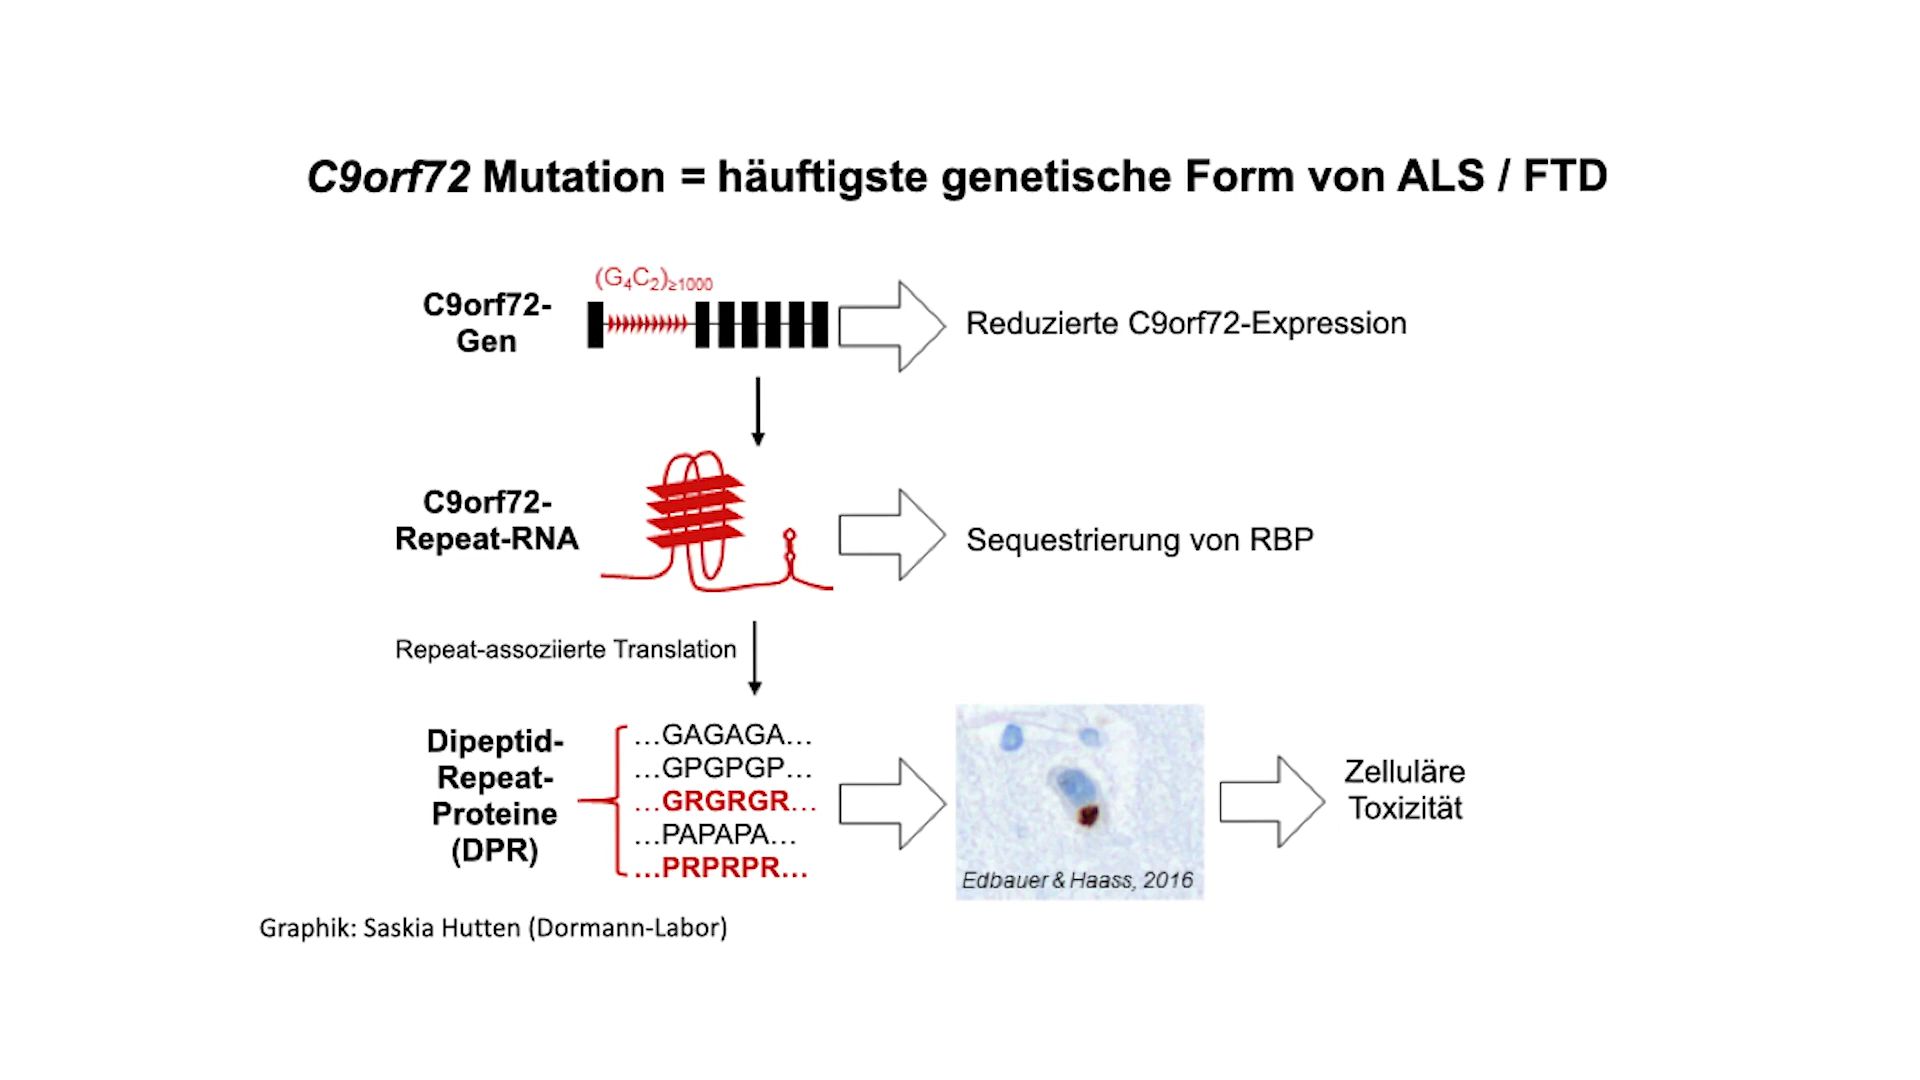 C9orf72 Mutation = häuftigste genetische Form von ALS / FTD
(G4C2)≥1000
C9orf72-
Gen
Reduzierte C9orf72-Expression
C9orf72-
Repeat-RNA
Sequestrierung von RBP
Repeat-assoziierte Translation
Dipeptid-
Repeat-
Proteine
(DPR)
...GAGAGA...
...GPGPGP...
...GRGRGR...
...PAPAPA...
...PRPRPR...
Edbauer & Haass, 2016
Zelluläre
Toxizität
Graphik: Saskia Hutten (Dormann-Labor)